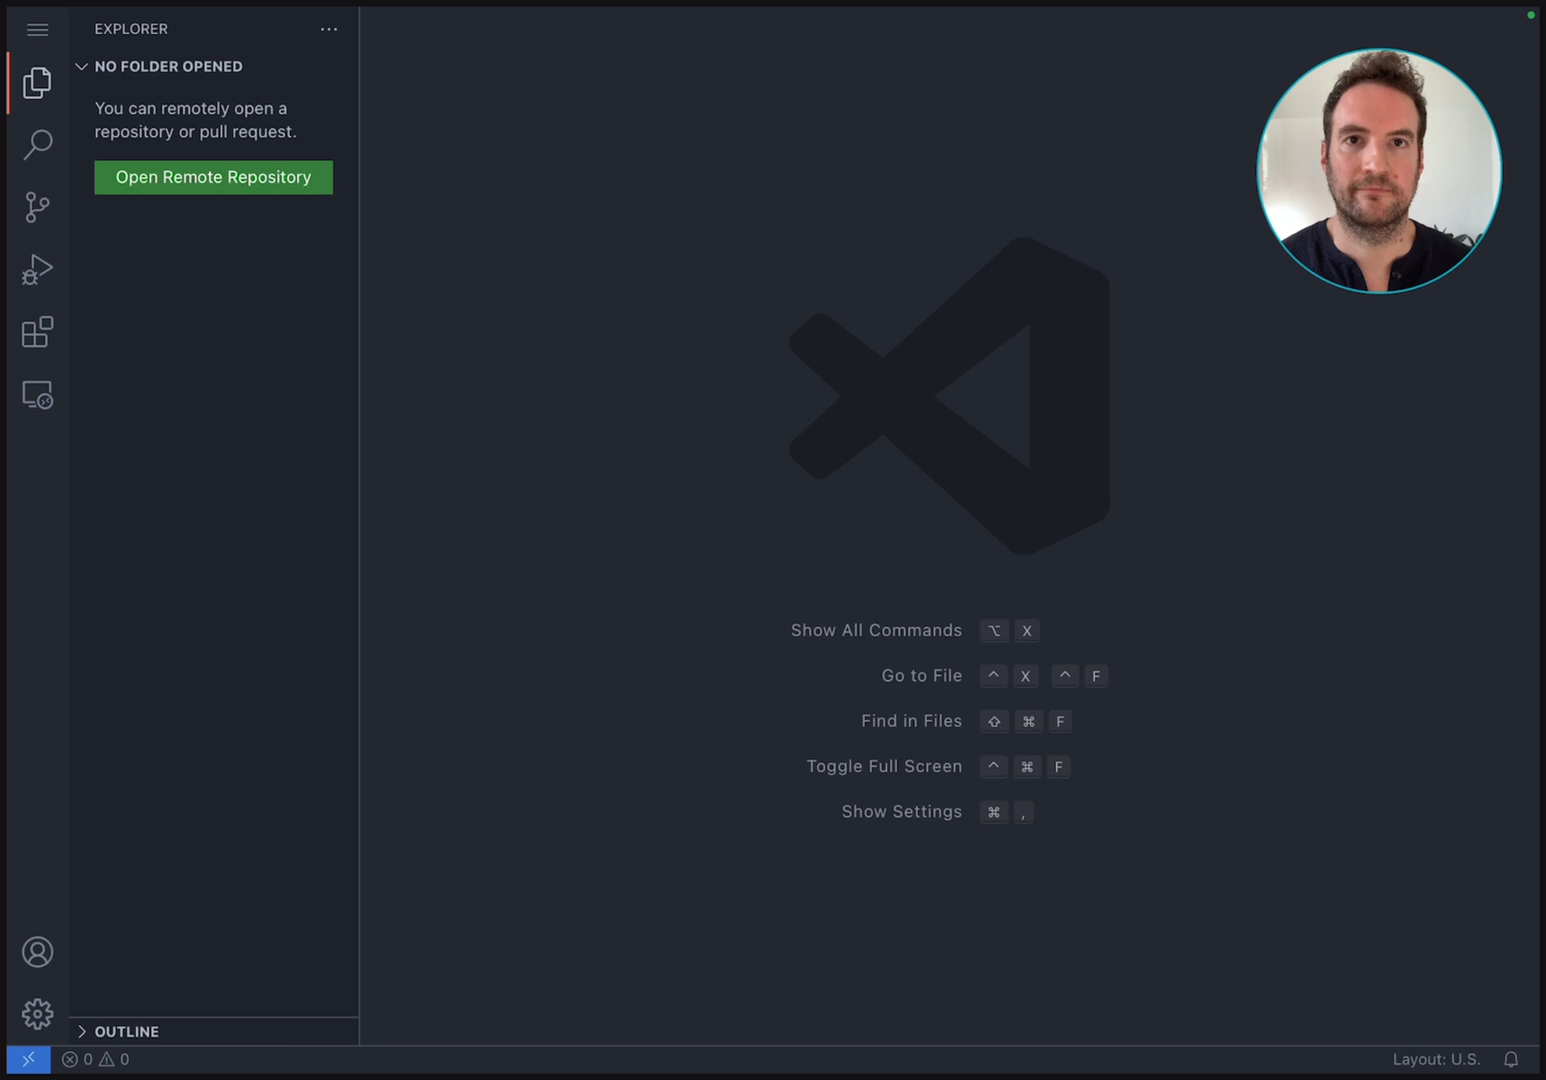 EXPLORER
NO FOLDER OPENED
You can remotely open a
repository or pull request.
Open Remote Repository
Show All Commands ⌥ X
Go to File ^ X ^ F
Find in Files ⇧ ⌘ F
Toggle Full Screen ^ ⌘ F
Show Settings ⌘ ,
OUTLINE
0 0
Layout: U.S.